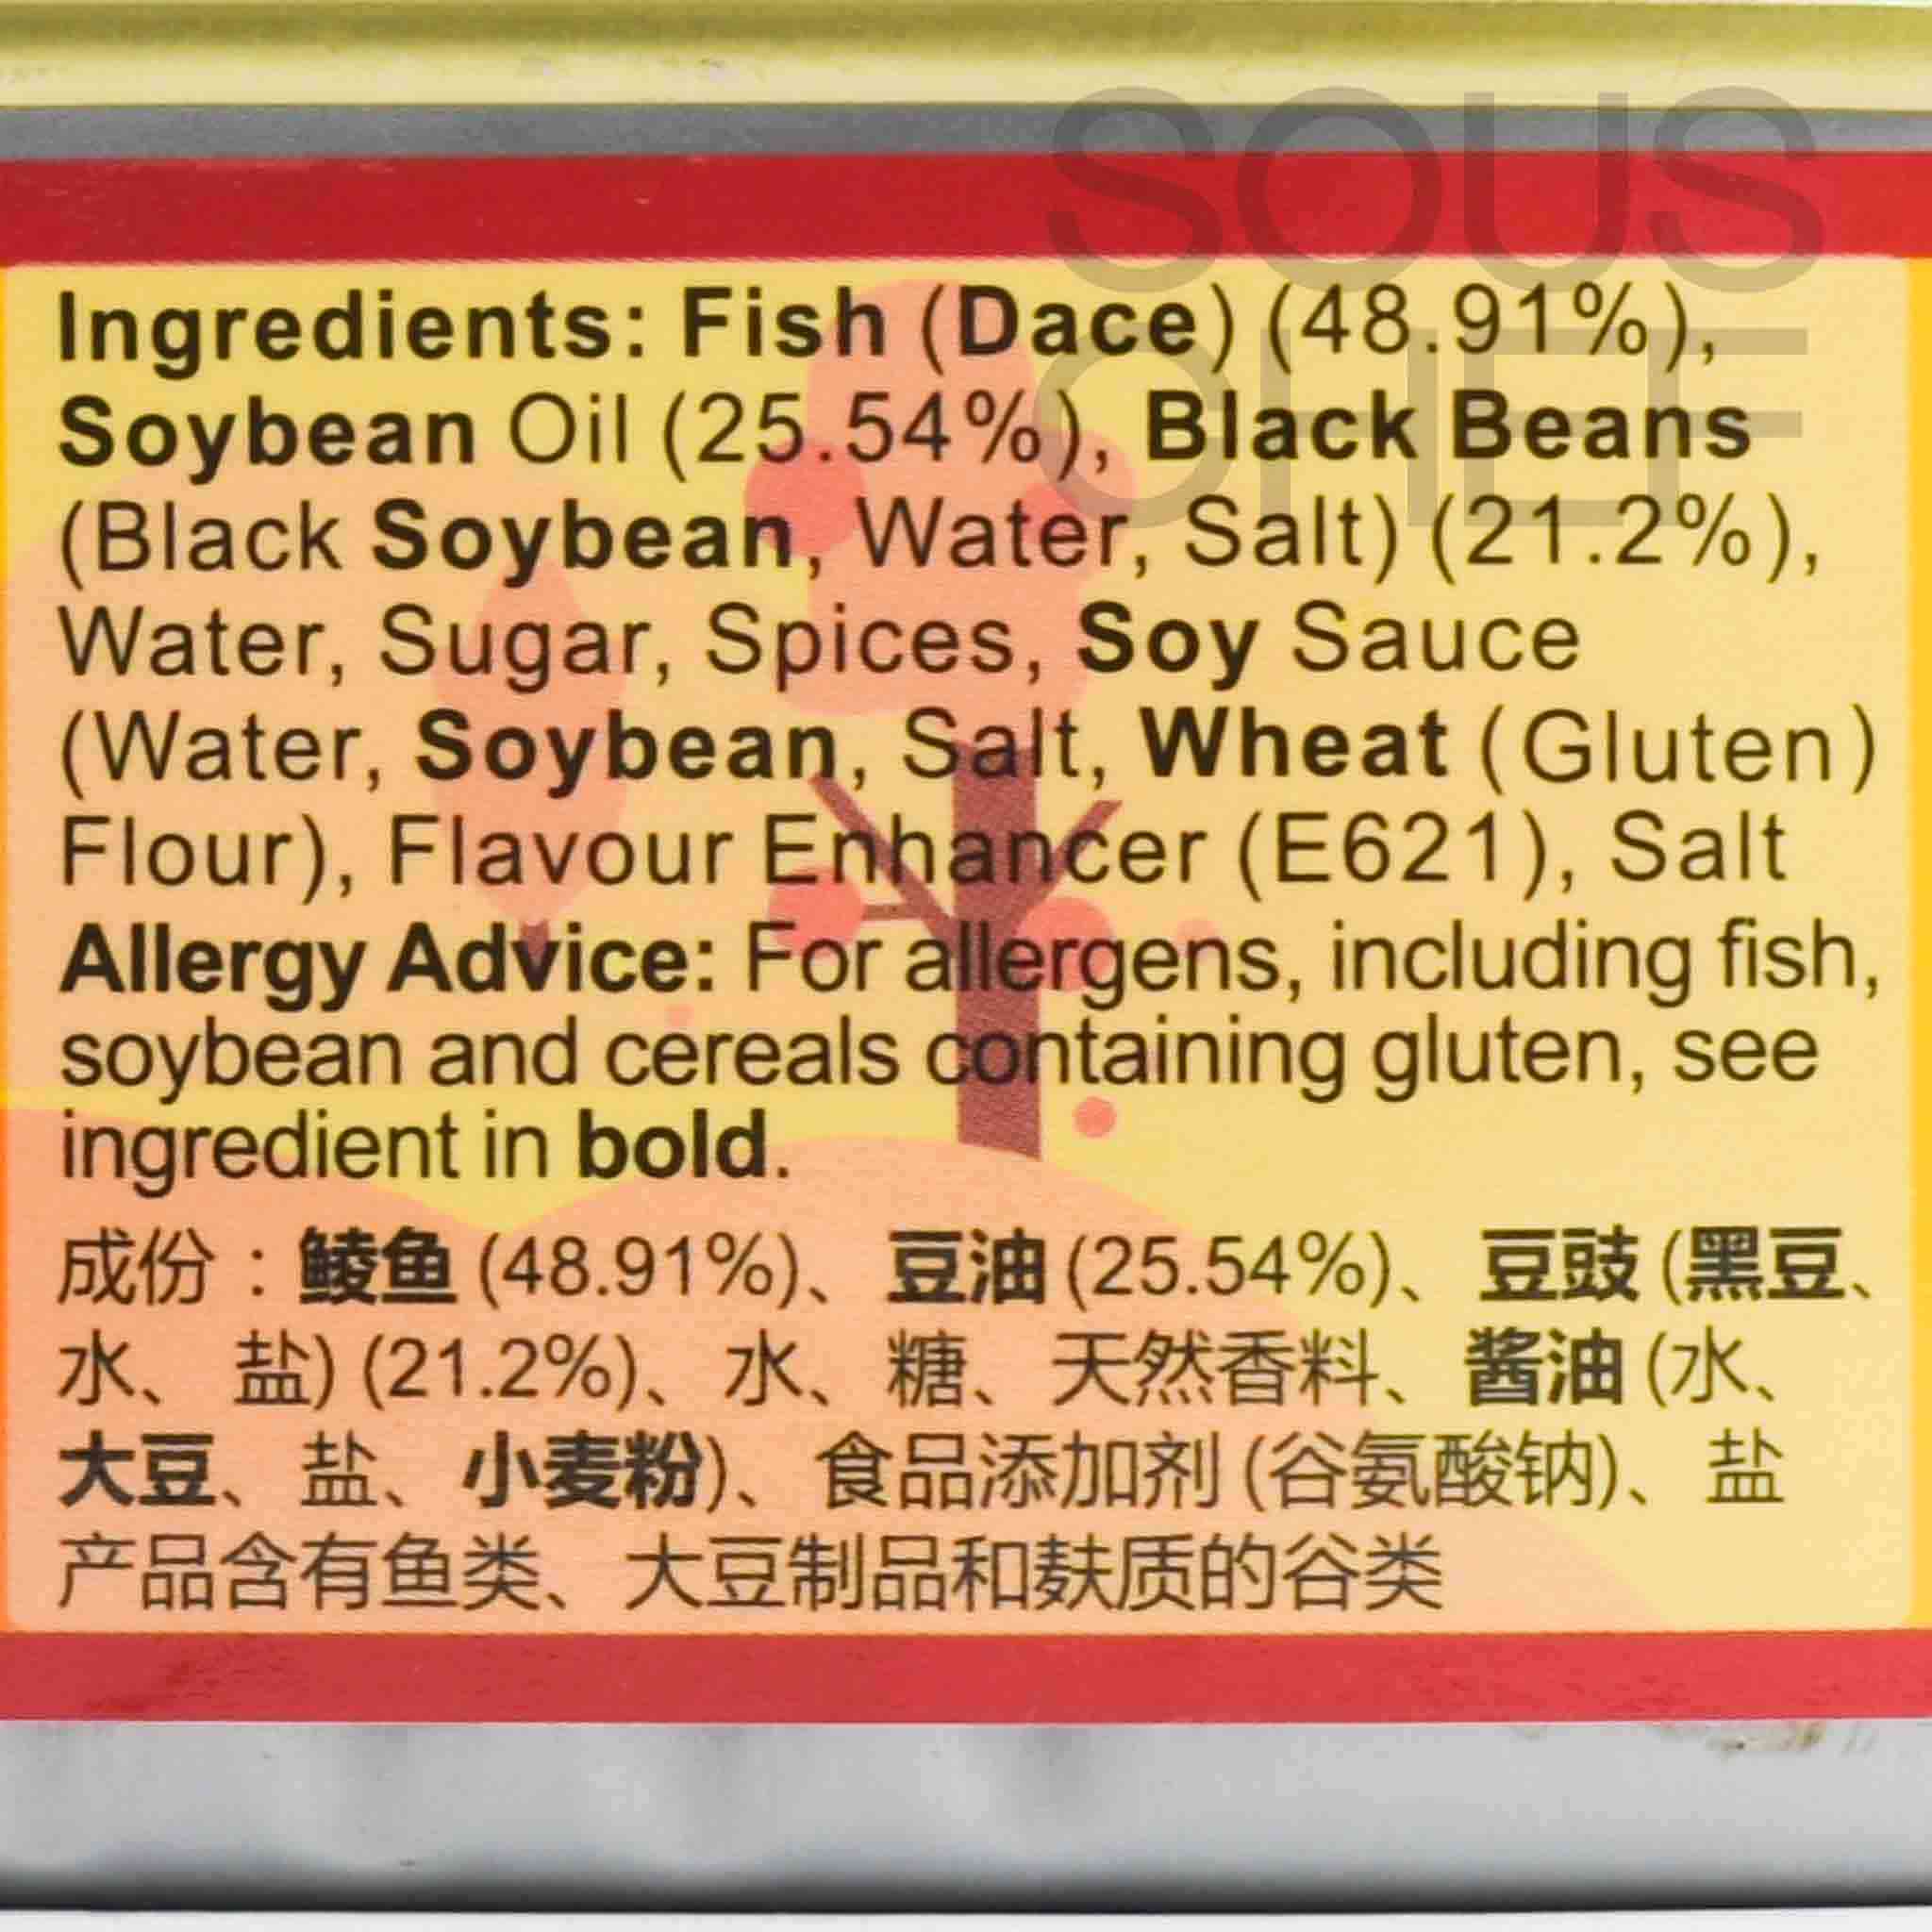 SOUS
CHEF
Ingredients: Fish (Dace) (48.91%),
Soybean Oil (25.54%), Black Beans
(Black Soybean, Water, Salt) (21.2%),
Water, Sugar, Spices, Soy Sauce
(Water, Soybean, Salt, Wheat (Gluten)
Flour), Flavour Enhancer (E621), Salt
Allergy Advice: For allergens, including fish,
soybean and cereals containing gluten, see
ingredient in bold.
成份：鲮鱼 (48.91%)、豆油 (25.54%)、豆豉 (黑豆、
水、盐) (21.2%)、水、糖、天然香料、酱油 (水、
大豆、盐、小麦粉)、食品添加剂 (谷氨酸钠)、盐
产品含有鱼类、大豆制品和麸质的谷类